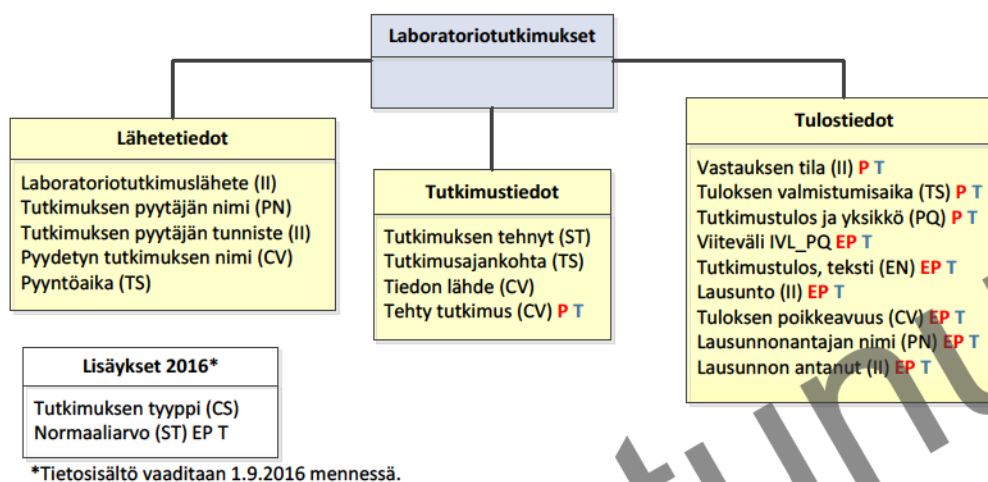 Laboratoriotutkimukset
Lähetetiedot
Laboratoriotutkimuslähete (II)
Tutkimuksen pyytäjän nimi (PN)
Tutkimuksen pyytäjän tunniste (II)
Pyydetyn tutkimuksen nimi (CV)
Pyyntöaika (TS)
Tutkimustiedot
Tutkimuksen tehnyt (ST)
Tutkimusajankohta (TS)
Tiedon lähde (CV)
Tehty tutkimus (CV) P T
Tulostiedot
Vastauksen tila (II) P T
Tuloksen valmistumisaika (TS) P T
Tutkimustulos ja yksikkö (PQ) P T
Viiteväli IVL_PQ EP T
Tutkimustulos, teksti (EN) EP T
Lausunto (II) EP T
Tuloksen poikkeavuus (CV) EP T
Lausunnonantajan nimi (PN) EP T
Lausunnon antanut (II) EP T
Lisäykset 2016*
Tutkimuksen tyyppi (CS)
Normaaliarvo (ST) EP T
*Tietosisältö vaaditaan 1.9.2016 mennessä.